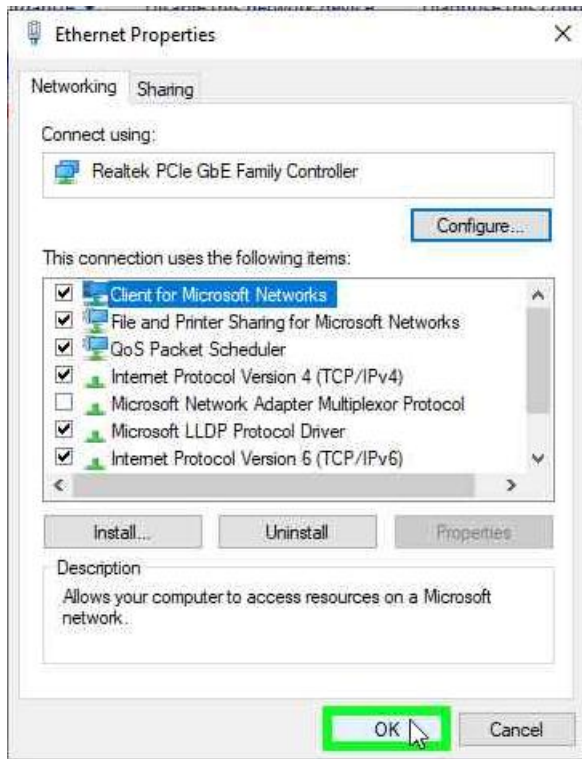 Ethernet Properties
Networking
Sharing
Connect using:
Realtek PCIe GbE Family Controller
Configure...
This connection uses the following items:
Client for Microsoft Networks
File and Printer Sharing for Microsoft Networks
QoS Packet Scheduler
Internet Protocol Version 4 (TCP/IPv4)
Microsoft Network Adapter Multiplexor Protocol
Microsoft LLDP Protocol Driver
Internet Protocol Version 6 (TCP/IPv6)
Install...
Uninstall
Properties
Description
Allows your computer to access resources on a Microsoft
network.
OK
Cancel